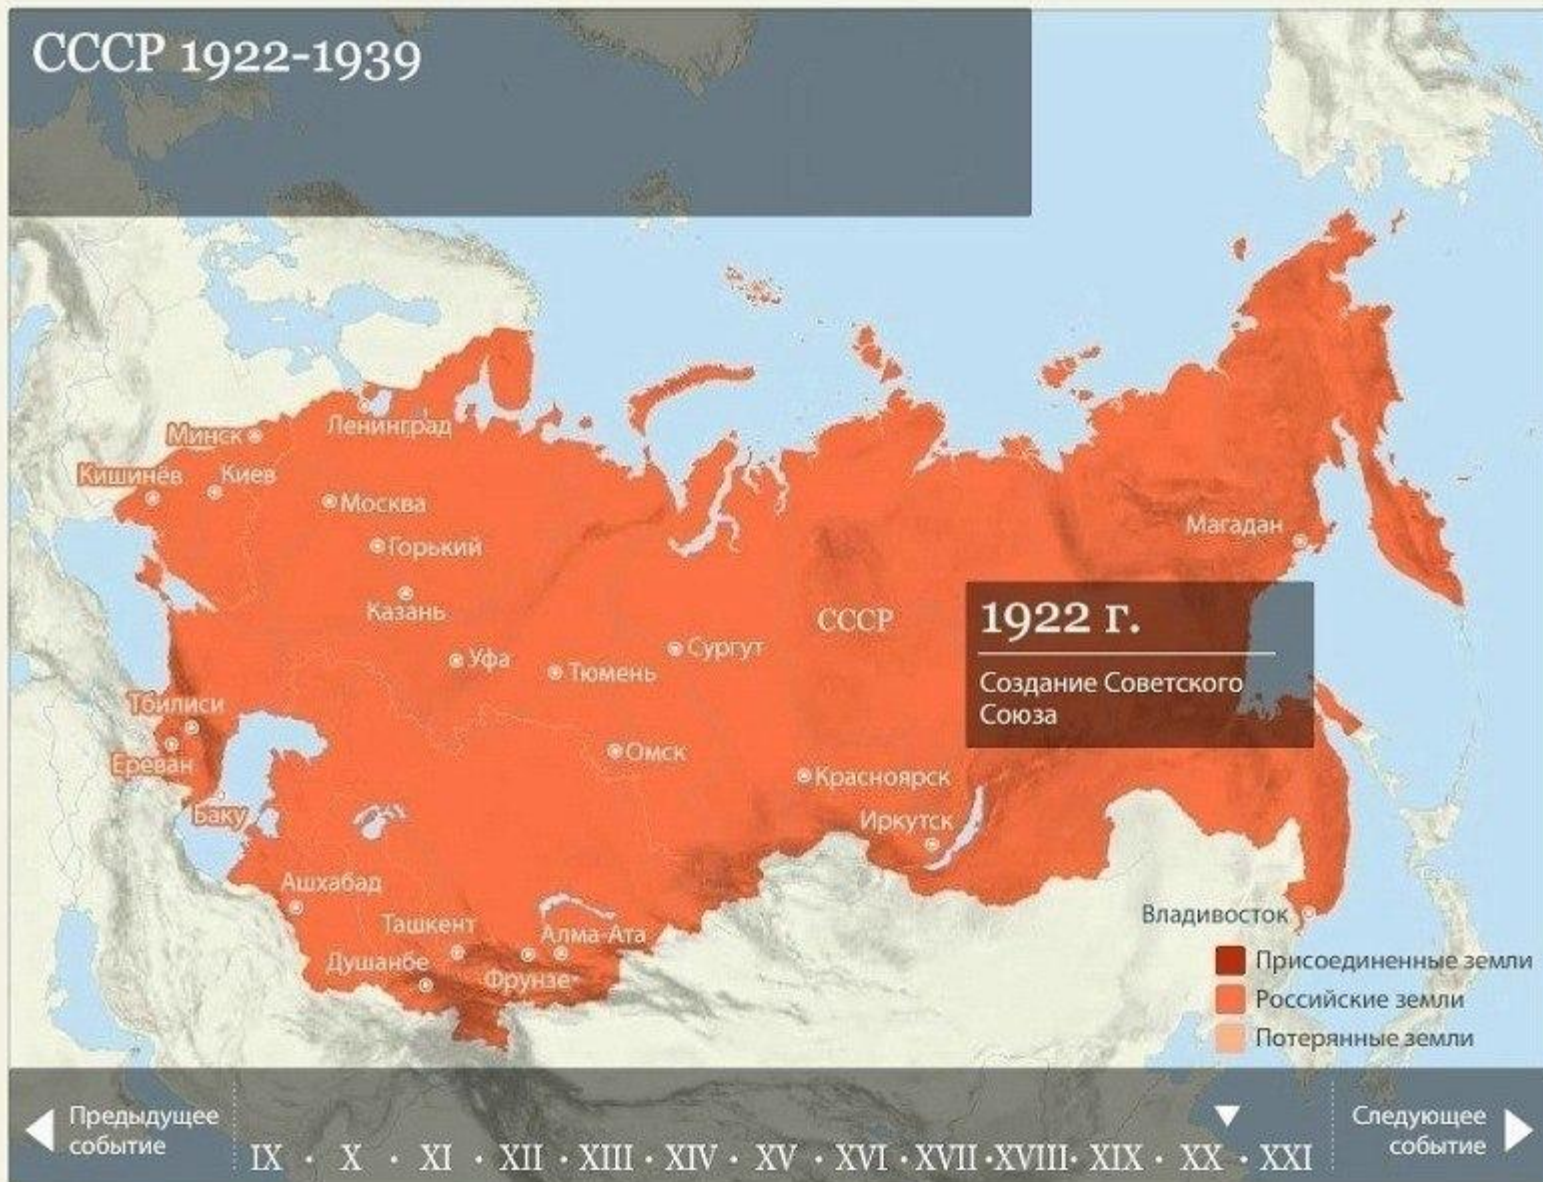 СССР 1922-1939
Ленинград
Минск
Кишинёв
Киев
Москва
Магадан
Горький
Казань
СССР
1922 г.
Сургут
Уфа
Тюмень
Создание Советского
Союза
Тбилиси
Омск
Ереван
Красноярск
Баку
Иркутск
Ашхабад
Владивосток
Ташкент
Алма-Ата
Душанбе
Фрунзе
Присоединенные земли
Российские земли
Потерянные земли
Предыдущее
событие
IX · X · XI · XII · XIII · XIV · XV · XVI · XVII · XVIII · XIX · XX · XXI
Следующее
событие